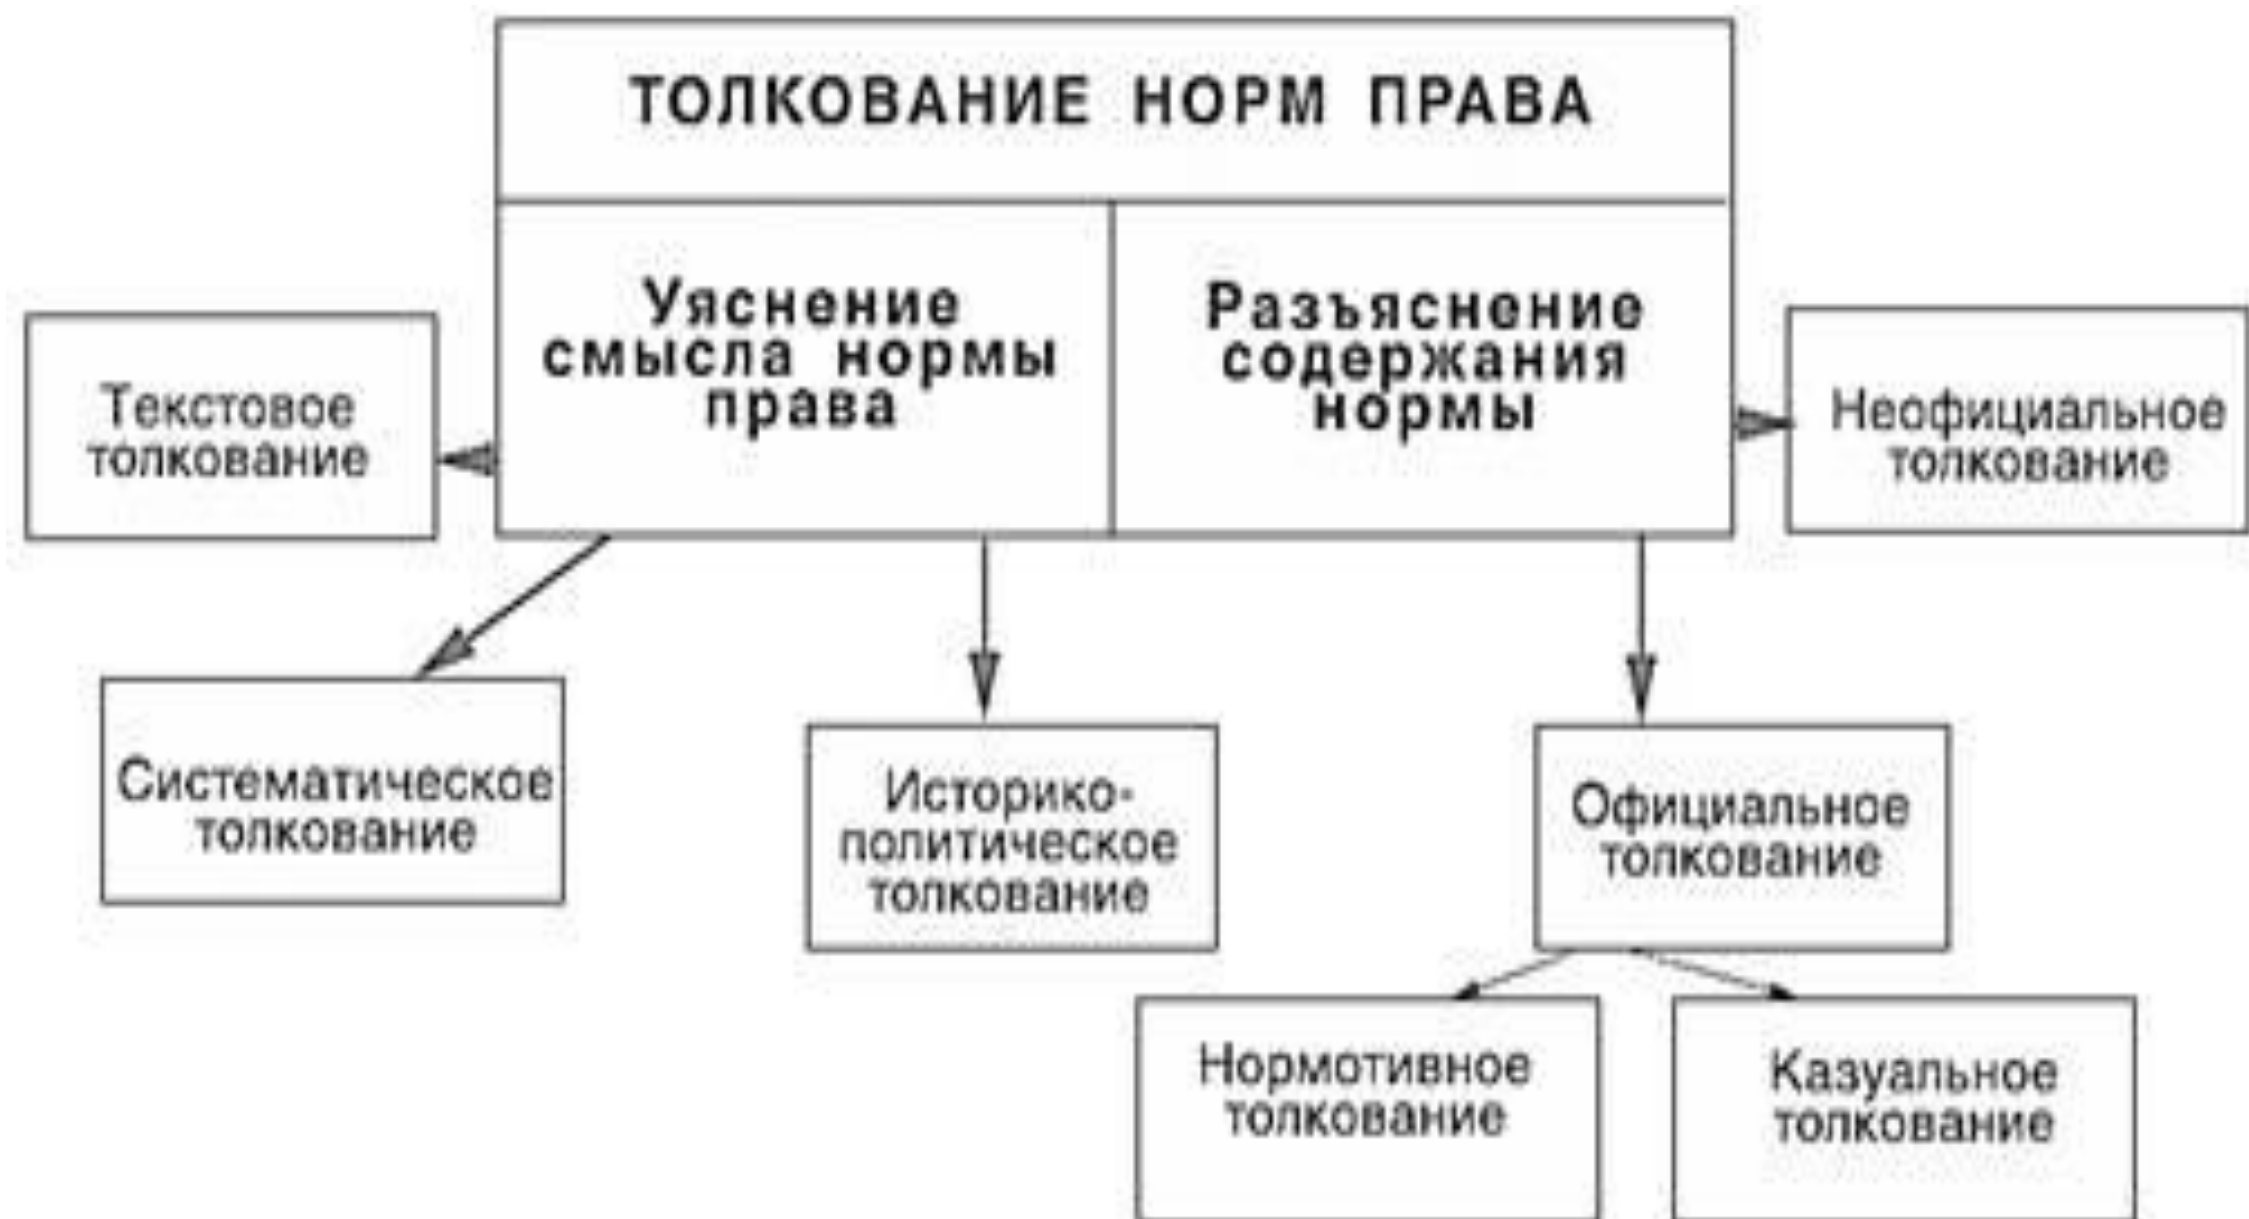 ТОЛКОВАНИЕ НОРМ ПРАВА
Уяснение
смысла нормы
права
Разъяснение
содержания
нормы
Текстовое
толкование
Неофициальное
толкование
Систематическое
толкование
Историко-
политическое
толкование
Официальное
толкование
Нормотивное
толкование
Казуальное
толкование